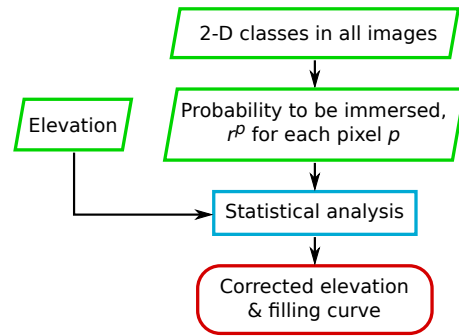 2-D classes in all images
Probability to be immersed,
r^p for each pixel p
Elevation
Statistical analysis
Corrected elevation
& filling curve